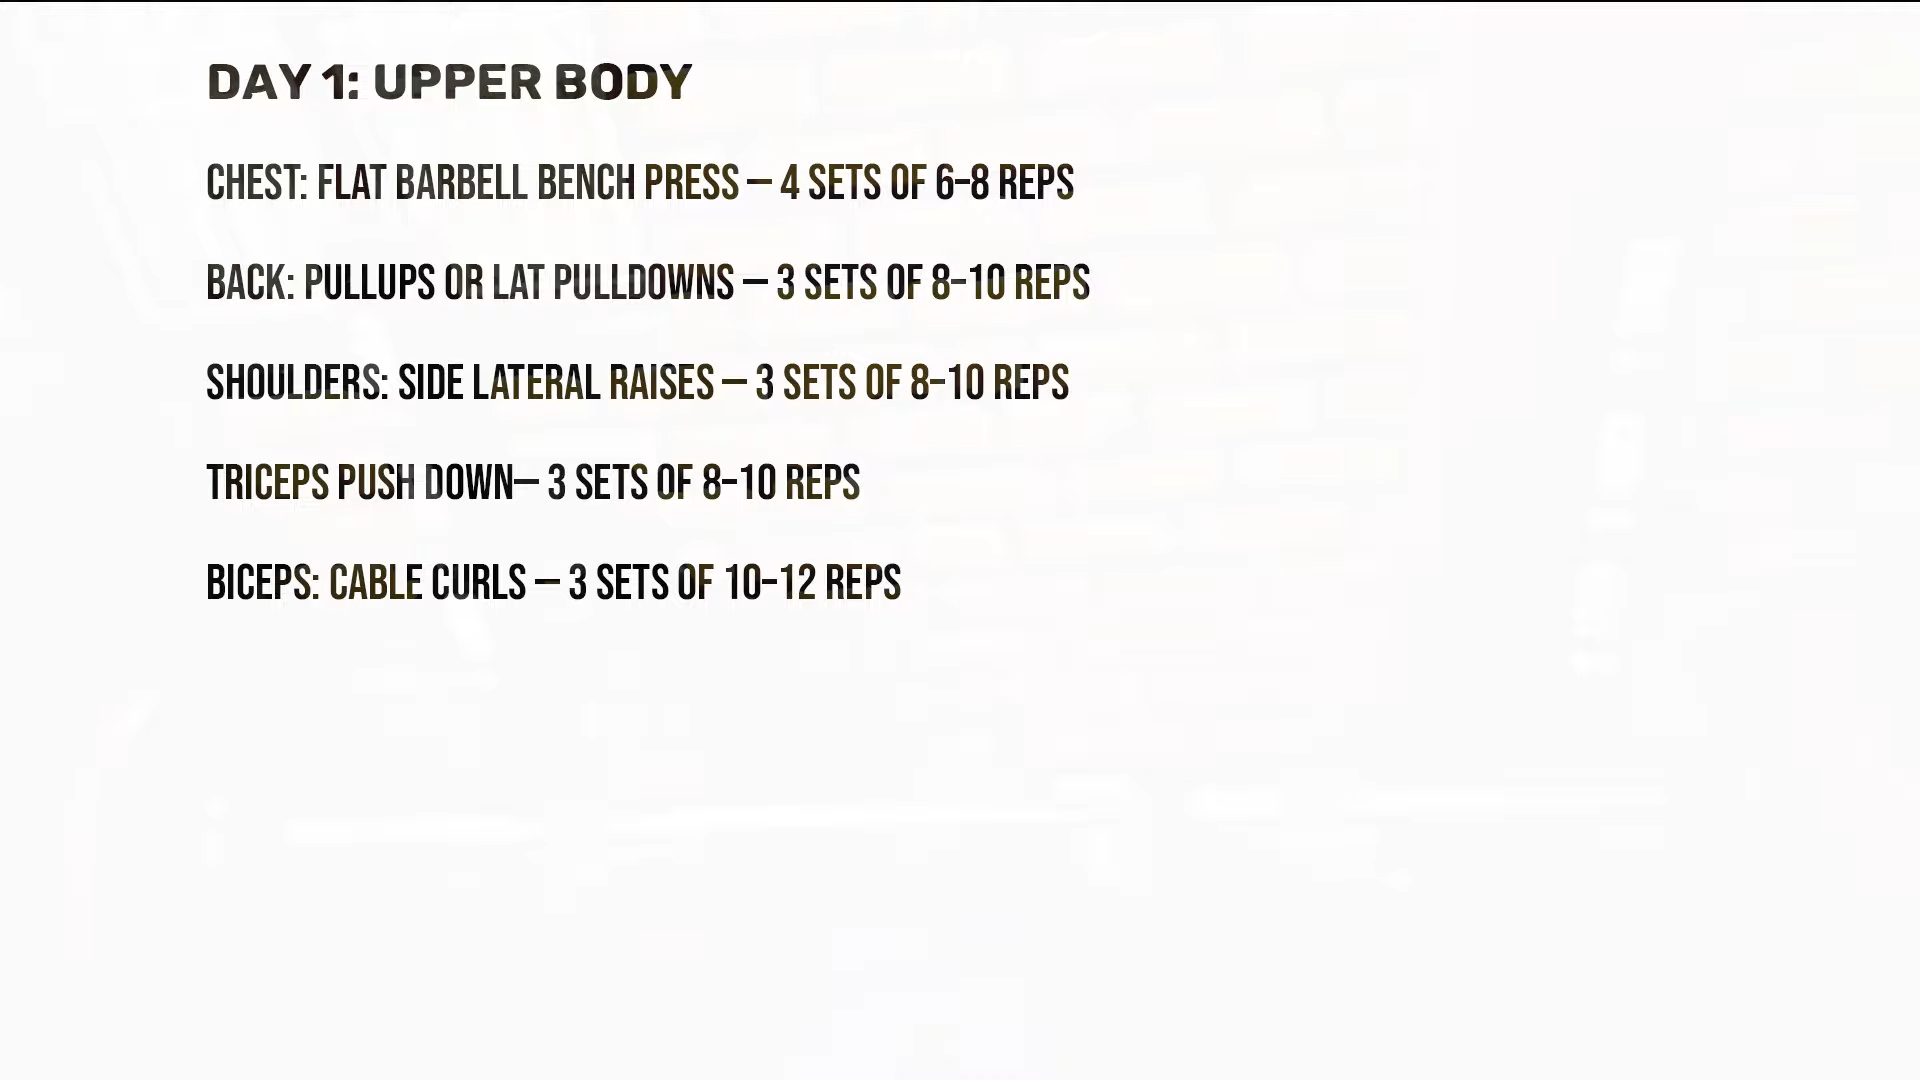 DAY 1: UPPER BODY
CHEST: FLAT BARBELL BENCH PRESS – 4 SETS OF 6–8 REPS
BACK: PULLUPS OR LAT PULLDOWNS – 3 SETS OF 8–10 REPS
SHOULDERS: SIDE LATERAL RAISES – 3 SETS OF 8–10 REPS
TRICEPS PUSH DOWN– 3 SETS OF 8–10 REPS
BICEPS: CABLE CURLS – 3 SETS OF 10–12 REPS